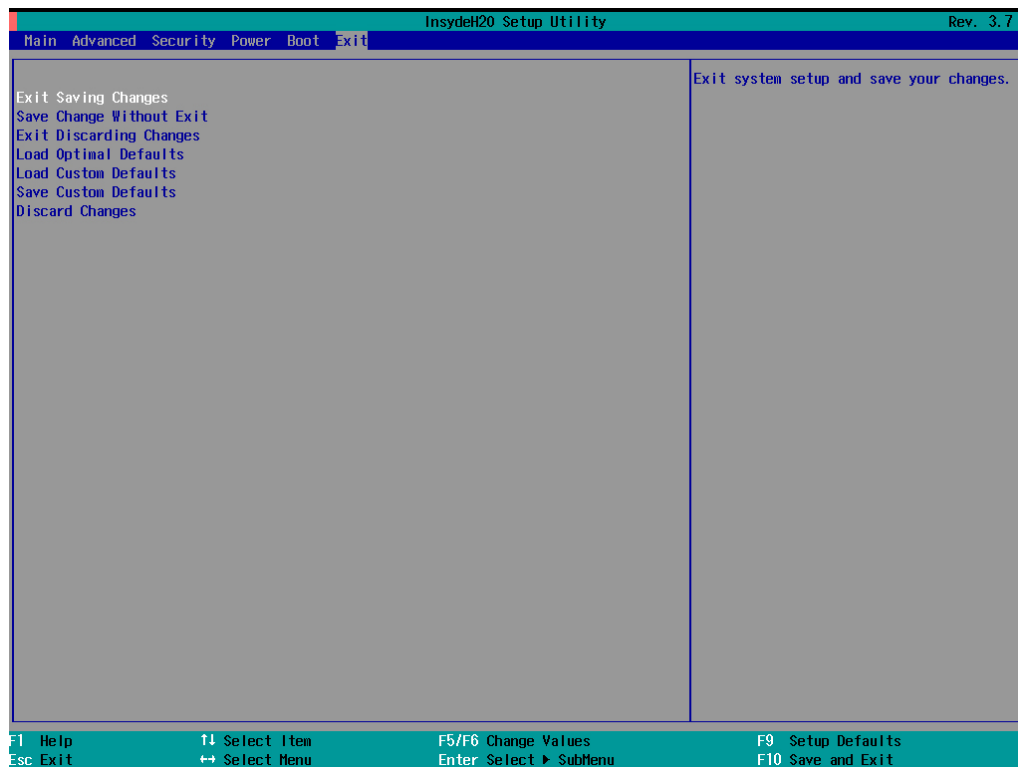 InsydeH20 Setup Utility Rev. 3.7
Main Advanced Security Power Boot Exit
Exit system setup and save your changes.
Exit Saving Changes
Save Change Without Exit
Exit Discarding Changes
Load Optimal Defaults
Load Custom Defaults
Save Custom Defaults
Discard Changes
F1 Help ↑↓ Select Item F5/F6 Change Values F9 Setup Defaults
Esc Exit ↔ Select Menu Enter Select ▶ SubMenu F10 Save and Exit